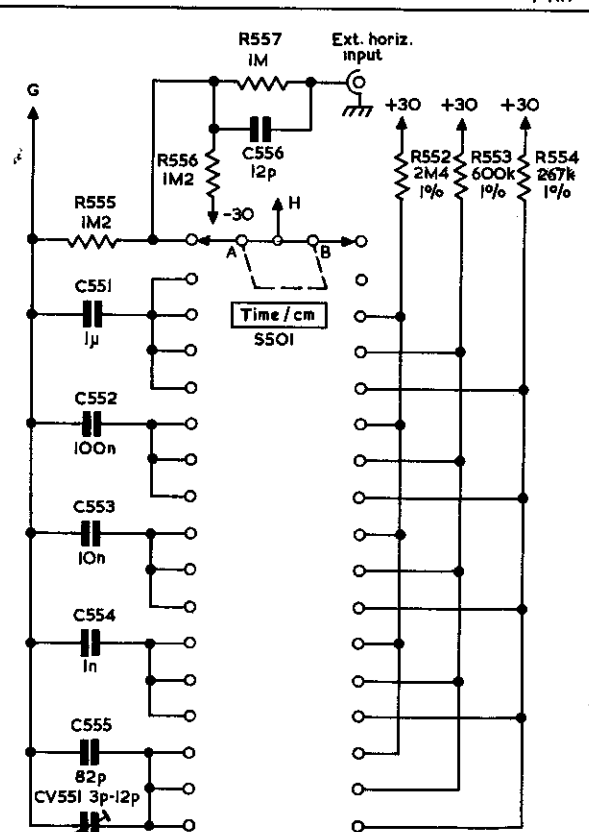 R557
1M
Ext. horiz.
input
G
+30
+30
+30
R556
1M2
C556
12p
R552
2M4
1%
R553
600k
1%
R554
267k
1%
R555
1M2
-30
H
A
B
C551
1μ
Time/cm
S501
C552
100n
C553
10n
C554
1n
C555
82p
CV551 3p-12p